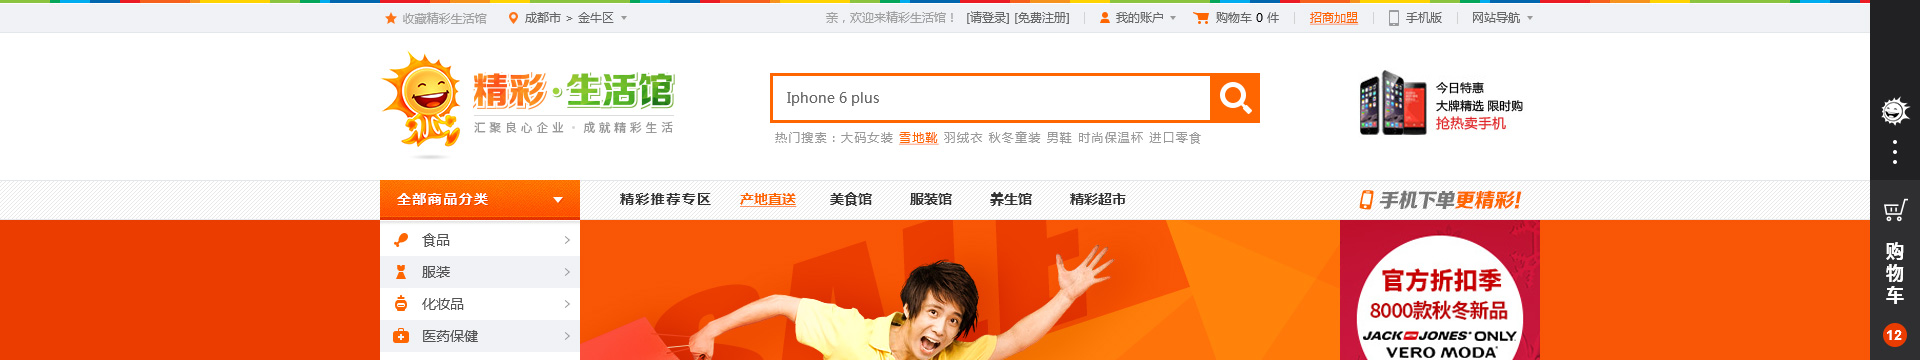 收藏精彩生活馆 成都市 > 金牛区 亲，欢迎来精彩生活馆！ [请登录] [免费注册] 我的账户 购物车 0 件 招商加盟 手机版 网站导航
精彩·生活馆
汇聚良心企业 · 成就精彩生活
Iphone 6 plus
热门搜索：大码女装 雪地靴 羽绒衣 秋冬童装 男鞋 时尚保温杯 进口零食
今日特惠
大牌精选 限时购
抢热卖手机
全部商品分类 精彩推荐专区 产地直送 美食馆 服装馆 养生馆 精彩超市 手机下单更精彩!
食品
服装
化妆品
医药保健
SALE
官方折扣季
8000款秋冬新品
JACK JONES ONLY
VERO MODA
购物车
12